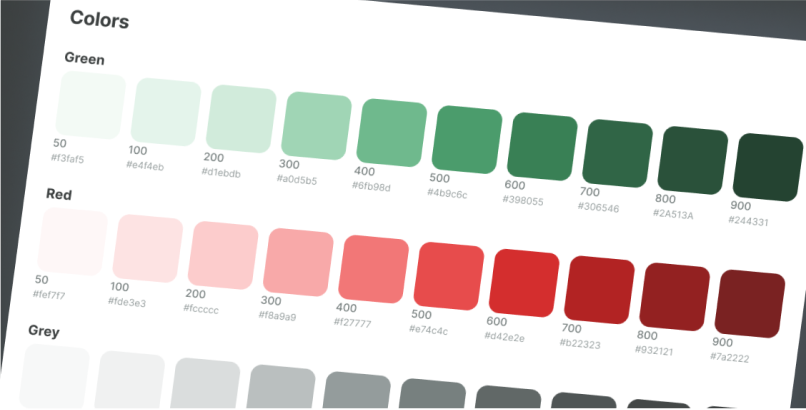 Colors
Green
50 100 200 300 400 500 600 700 800 900
#f3faf5 #e4f4eb #d1ebdb #a0d5b5 #6fb98d #4b9c6c #398055 #306546 #2A513A #244331
Red
50 100 200 300 400 500 600 700 800 900
#fef7f7 #fde3e3 #fccccc #f8a9a9 #f27777 #e74c4c #d42e2e #b22323 #932121 #7a2222
Grey